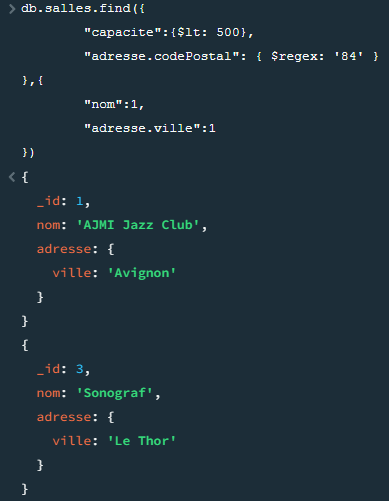 > db.salles.find({
"capacite":{$lt: 500},
"adresse.codePostal": { $regex: '84' }
},{
"nom":1,
"adresse.ville":1
})
< {
_id: 1,
nom: 'AJMI Jazz Club',
adresse: {
ville: 'Avignon'
}
}
{
_id: 3,
nom: 'Sonograf',
adresse: {
ville: 'Le Thor'
}
}